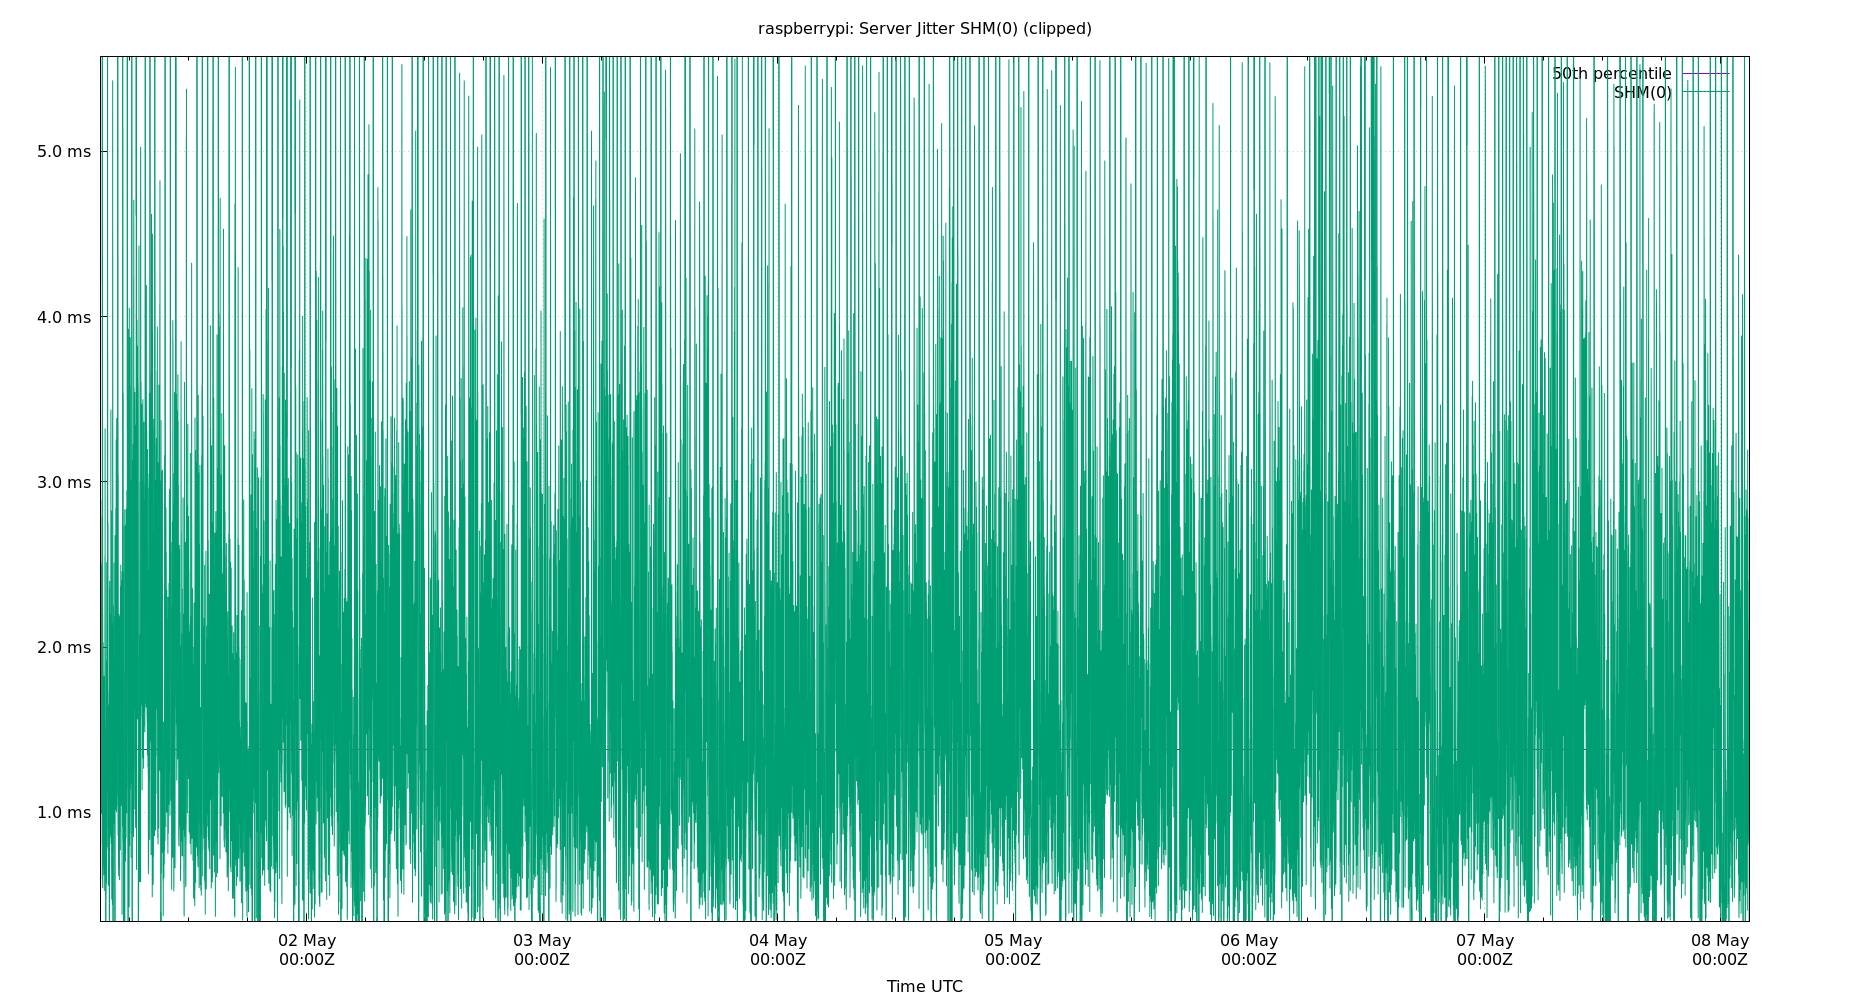 raspberrypi: Server Jitter SHM(0) (clipped)
50th percentile
SHM(0)
5.0 ms
4.0 ms
3.0 ms
2.0 ms
1.0 ms
02 May 03 May 04 May 05 May 06 May 07 May 08 May
00:00Z 00:00Z 00:00Z 00:00Z 00:00Z 00:00Z 00:00Z
Time UTC